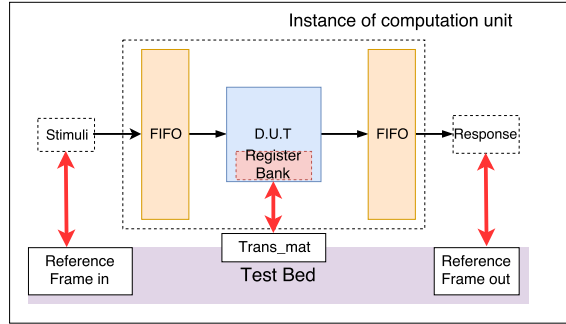 Instance of computation unit
Stimuli
FIFO
D.U.T
Register
Bank
FIFO
Response
Reference
Frame in
Trans_mat
Test Bed
Reference
Frame out